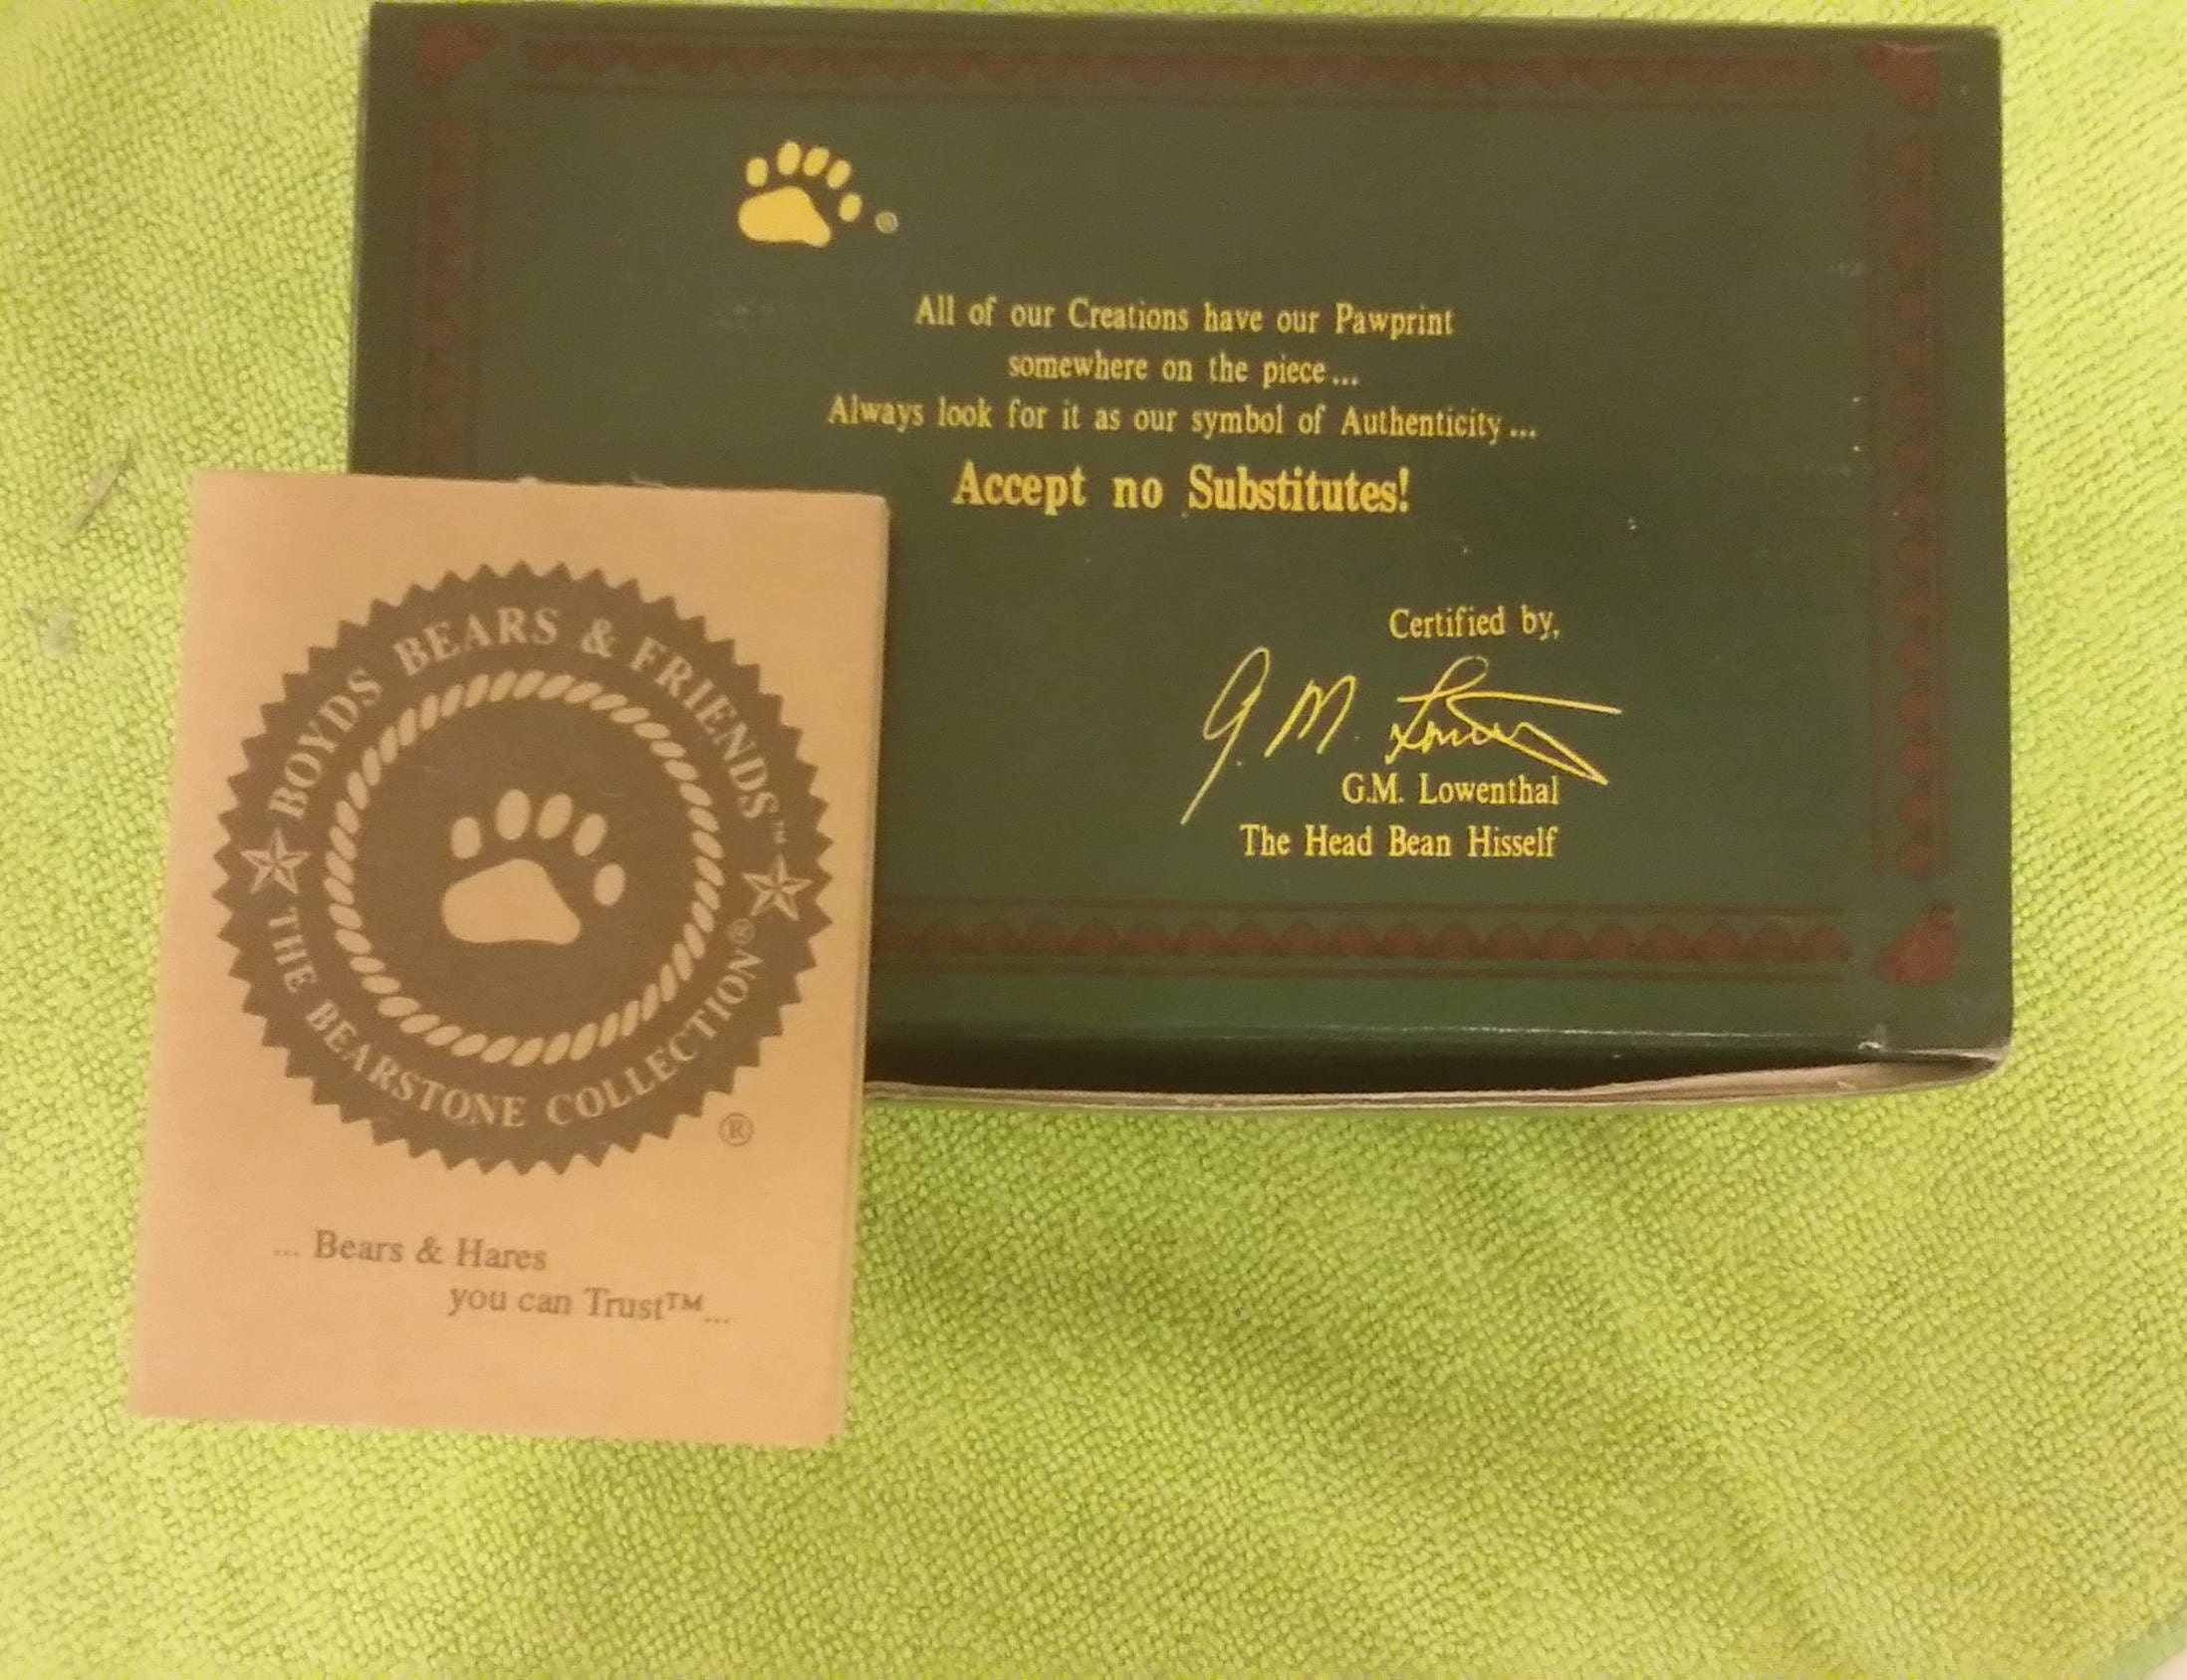 ®
All of our Creations have our Pawprint
somewhere on the piece...
Always look for it as our symbol of Authenticity...
Accept no Substitutes!
Certified by,
G. M. Lowenthal
G.M. Lowenthal
The Head Bean Hisself
BOYDS BEARS & FRIENDS™
THE BEARSTONE COLLECTION®
®
... Bears & Hares
you can Trust™...